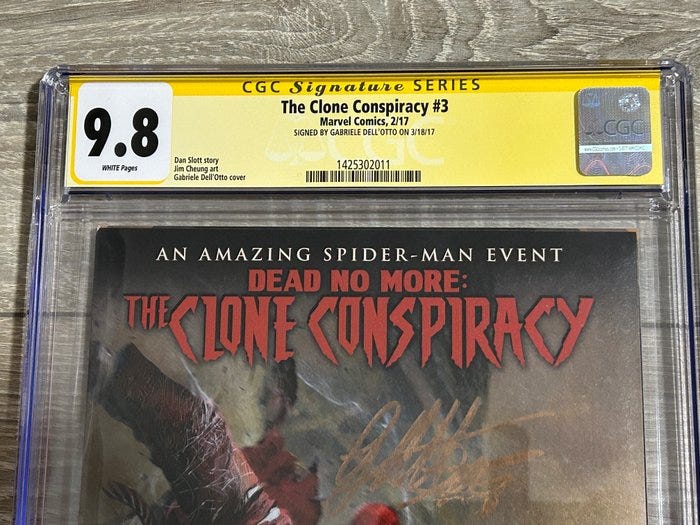 CGC Signature SERIES
The Clone Conspiracy #3
Marvel Comics, 2/17
SIGNED BY GABRIELE DELL'OTTO ON 3/18/17
9.8
WHITE Pages
Dan Slott story
Jim Cheung art
Gabriele Dell'Otto cover
1425302011
CGC
AN AMAZING SPIDER-MAN EVENT
DEAD NO MORE:
THE CLONE CONSPIRACY